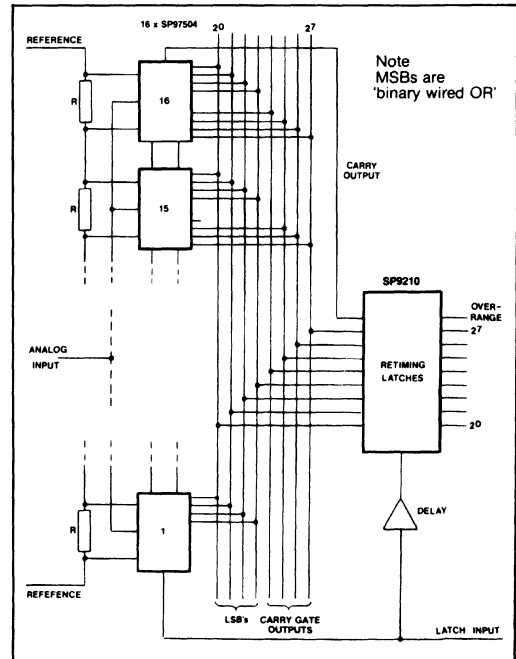 16 x SP97504
2⁰
2⁷
REFERENCE
Note
MSBs are
'binary wired OR'
R
16
CARRY
OUTPUT
R
15
SP9210
OVER-
RANGE
2⁷
ANALOG
INPUT
RETIMING
LATCHES
2⁰
R
1
DELAY
REFEFENCE
LSB's
CARRY GATE
OUTPUTS
LATCH INPUT